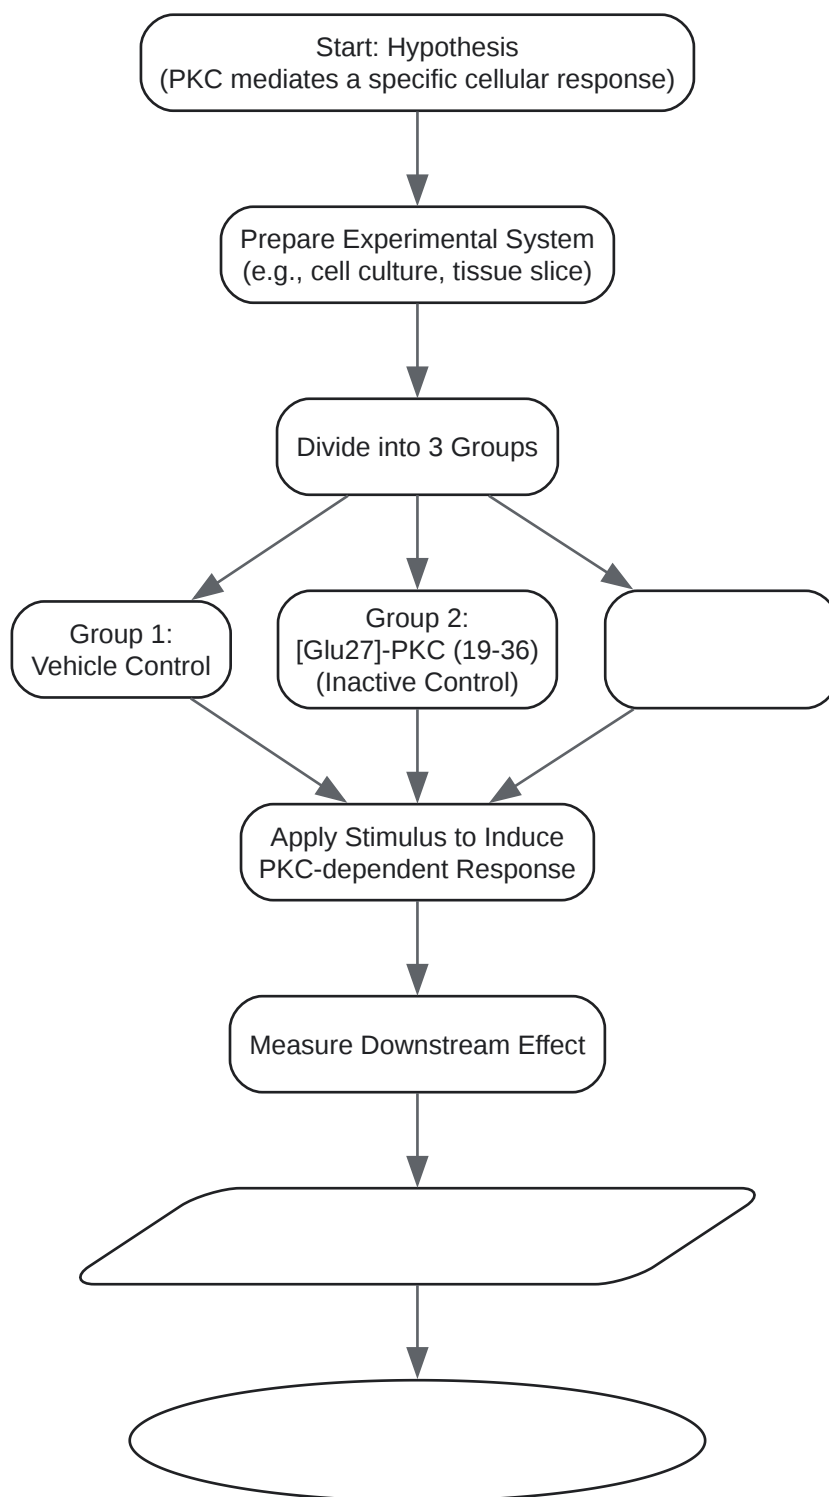 Start: Hypothesis
(PKC mediates a specific cellular response)
Prepare Experimental System
(e.g., cell culture, tissue slice)
Divide into 3 Groups
Group 1:
Vehicle Control
Group 2:
[Glu27]-PKC (19-36)
(Inactive Control)
Apply Stimulus to Induce
PKC-dependent Response
Measure Downstream Effect